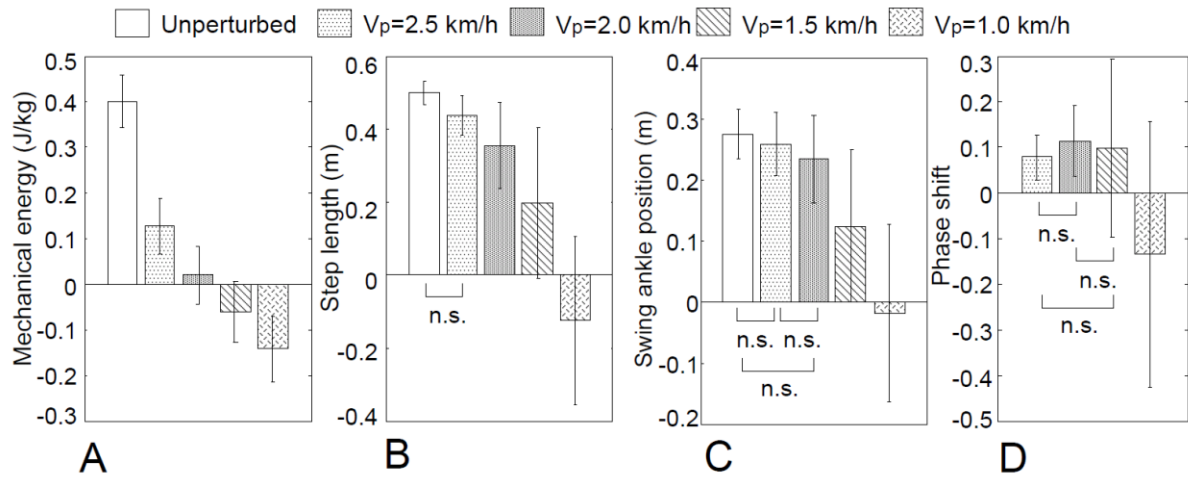 Unperturbed Vp=2.5 km/h Vp=2.0 km/h Vp=1.5 km/h Vp=1.0 km/h
Mechanical energy (J/kg)
0.5
0.4
0.3
0.2
0.1
0
-0.1
-0.2
-0.3
A
Step length (m)
0.6
0.4
0.2
0
-0.2
-0.4
n.s.
B
Swing ankle position (m)
0.4
0.3
0.2
0.1
0
-0.1
-0.2
n.s. n.s.
n.s.
C
Phase shift
0.3
0.2
0.1
0
-0.1
-0.2
-0.3
-0.4
-0.5
n.s.
n.s.
n.s.
D